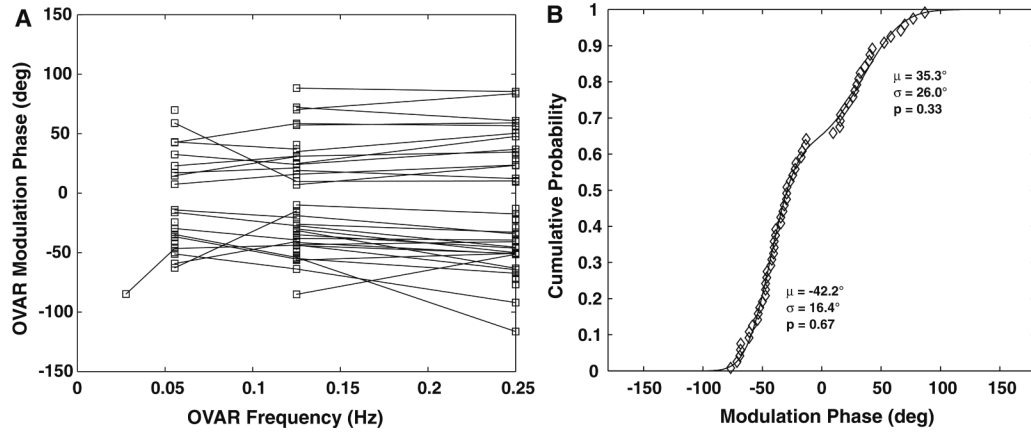 A
OVAR Modulation Phase (deg)
150
100
50
0
-50
-100
-150
0
0.05
0.1
0.15
0.2
0.25
OVAR Frequency (Hz)
B
Cumulative Probability
1
0.9
0.8
0.7
0.6
0.5
0.4
0.3
0.2
0.1
0
μ = 35.3°
σ = 26.0°
p = 0.33
μ = -42.2°
σ = 16.4°
p = 0.67
-150
-100
-50
0
50
100
150
Modulation Phase (deg)